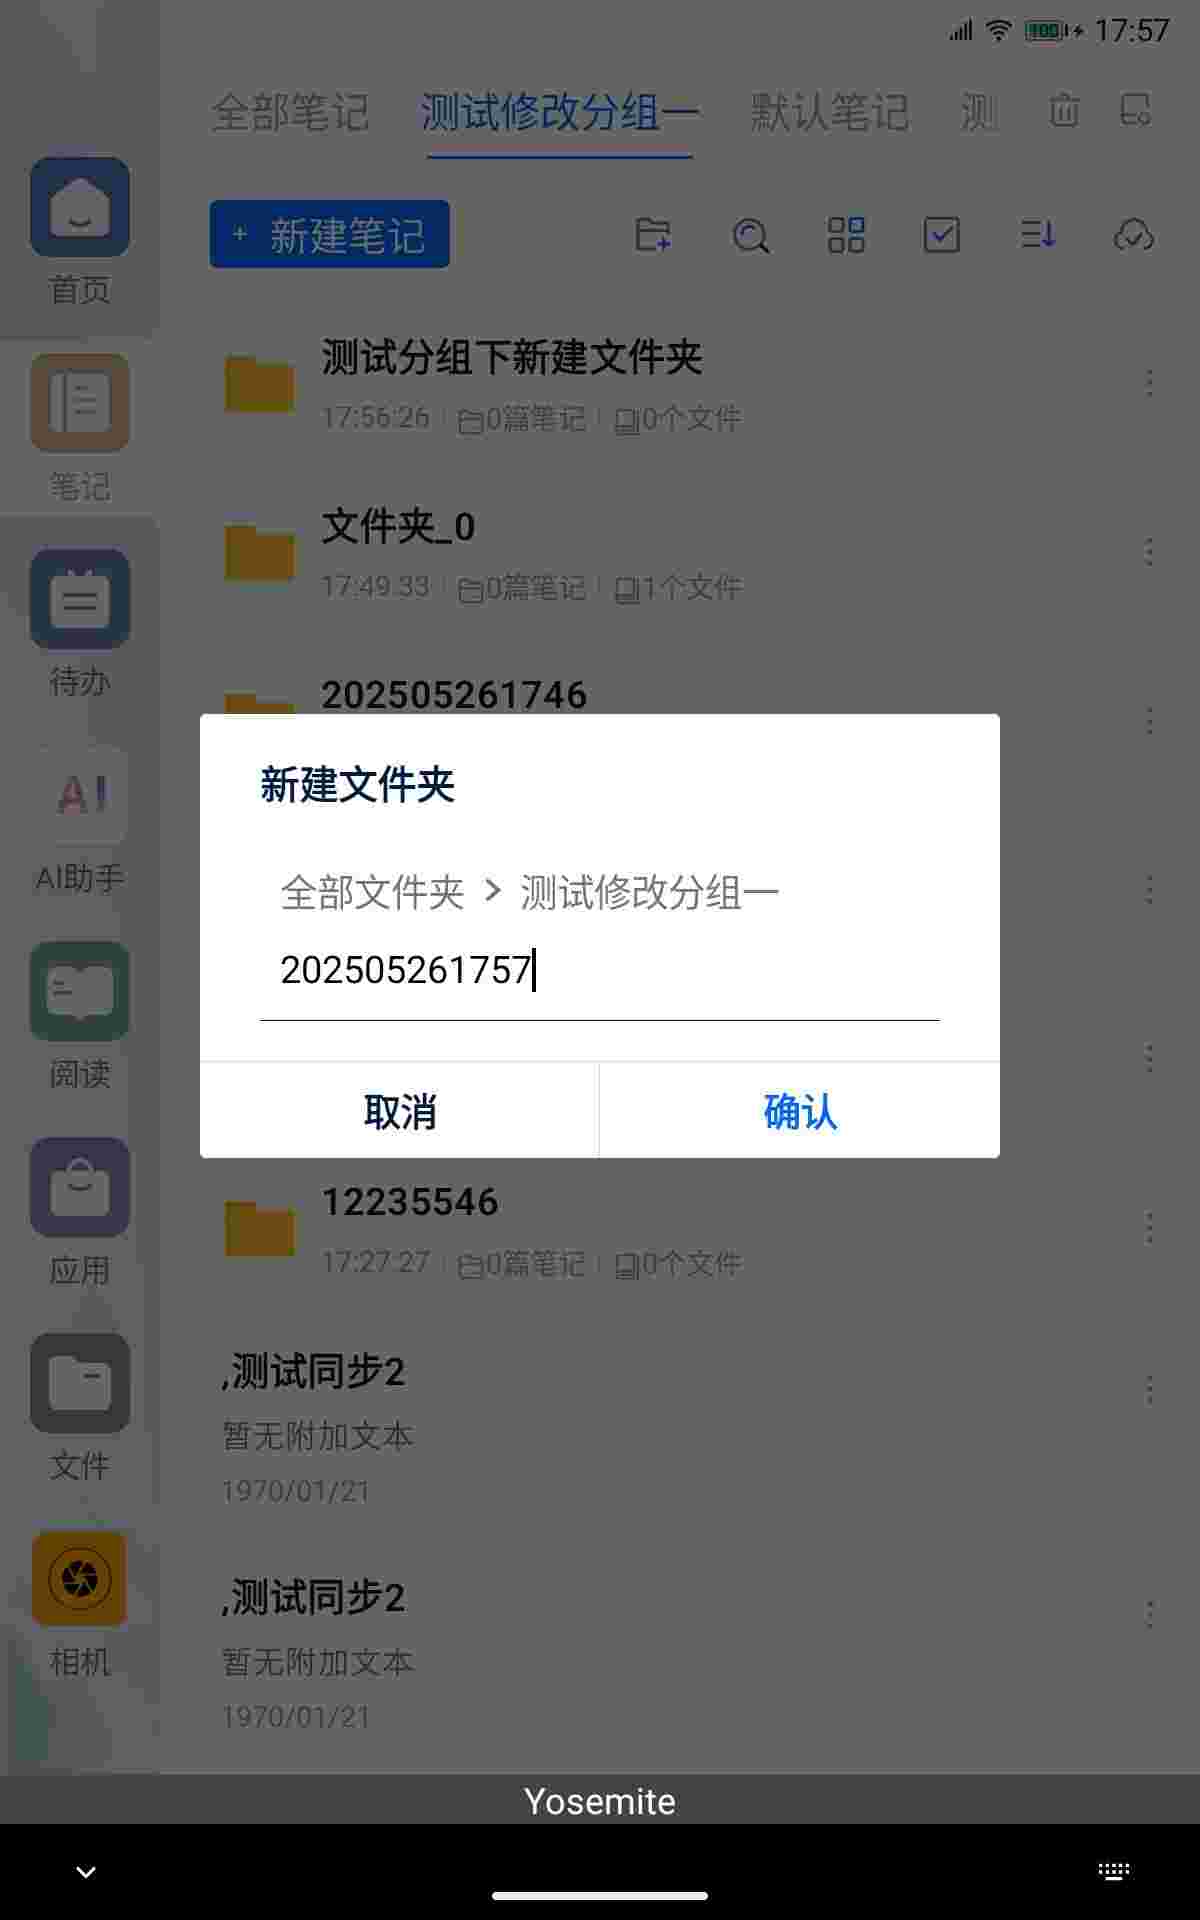 100 17:57
全部笔记 测试修改分组一 默认笔记 测
+ 新建笔记
首页
测试分组下新建文件夹
17:56:26 0篇笔记 0个文件
笔记
文件夹_0
17:49:33 0篇笔记 1个文件
待办
202505261746
新建文件夹
AI
AI助手
全部文件夹 > 测试修改分组一
202505261757
阅读
取消 确认
应用
12235546
17:27:27 0篇笔记 0个文件
,测试同步2
暂无附加文本
文件
1970/01/21
,测试同步2
相机
暂无附加文本
1970/01/21
Yosemite